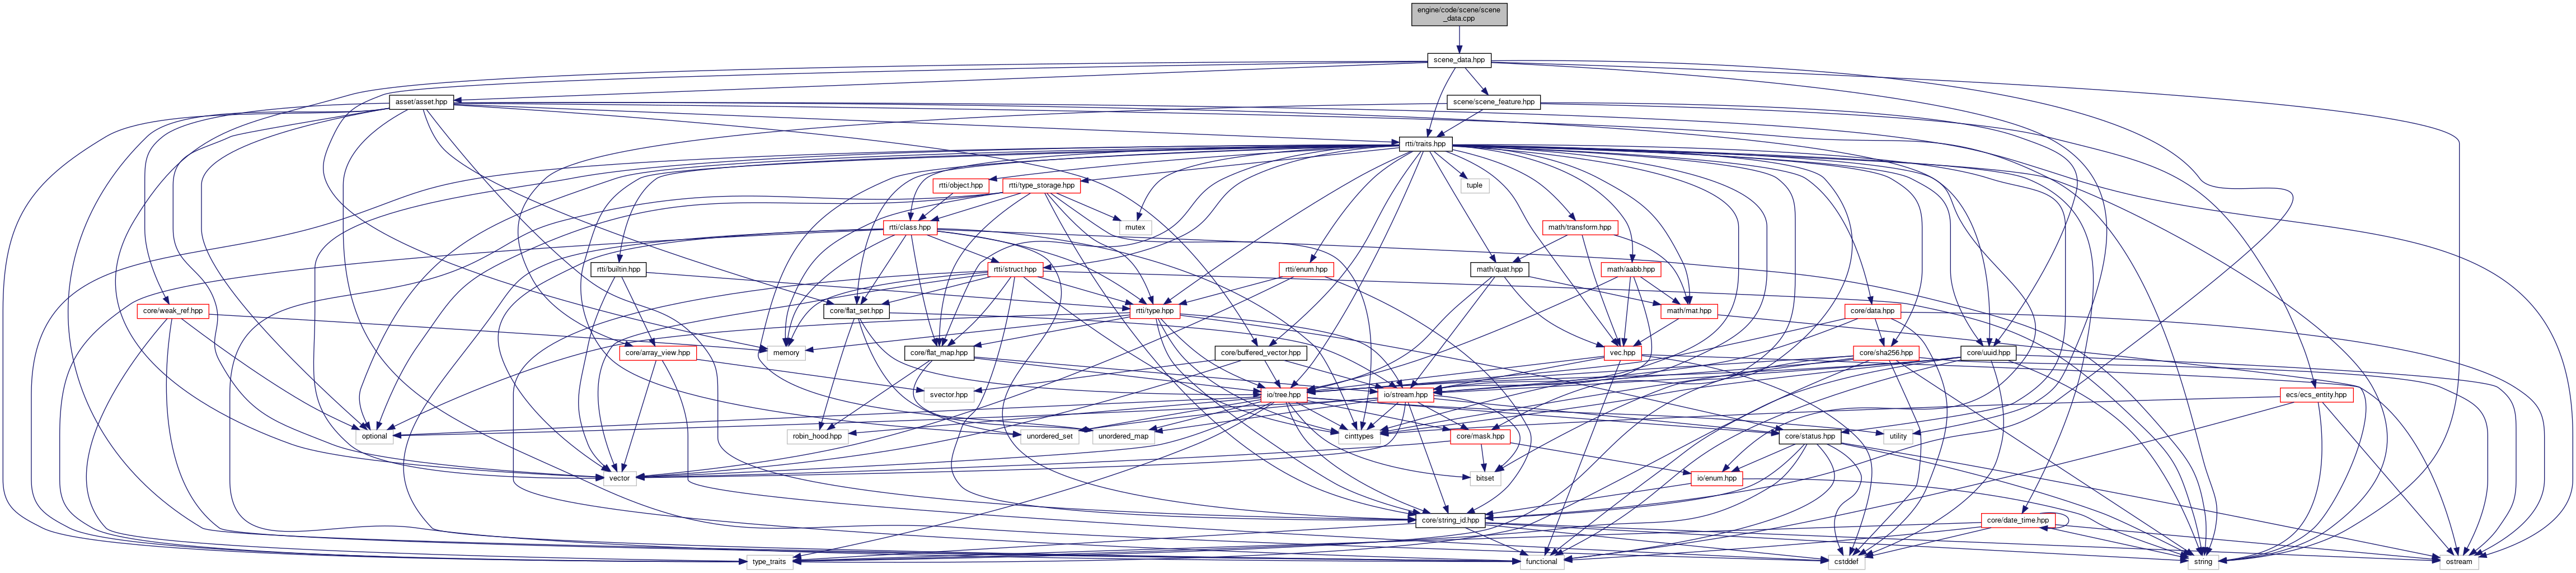 engine/code/scene/scene
_data.cpp
scene_data.hpp
asset/asset.hpp
scene/scene_feature.hpp
rtti/traits.hpp
rtti/object.hpp
rtti/type_storage.hpp
tuple
rtti/class.hpp
mutex
math/transform.hpp
rtti/builtin.hpp
rtti/struct.hpp
rtti/enum.hpp
math/quat.hpp
math/aabb.hpp
core/weak_ref.hpp
core/flat_set.hpp
rtti/type.hpp
math/mat.hpp
core/data.hpp
core/array_view.hpp
memory
core/flat_map.hpp
core/buffered_vector.hpp
vec.hpp
core/sha256.hpp
core/uuid.hpp
svector.hpp
io/tree.hpp
io/stream.hpp
ecs/ecs_entity.hpp
optional
robin_hood.hpp
unordered_set
unordered_map
cinttypes
core/mask.hpp
core/status.hpp
utility
vector
bitset
io/enum.hpp
core/string_id.hpp
core/date_time.hpp
type_traits
functional
cstddef
string
ostream